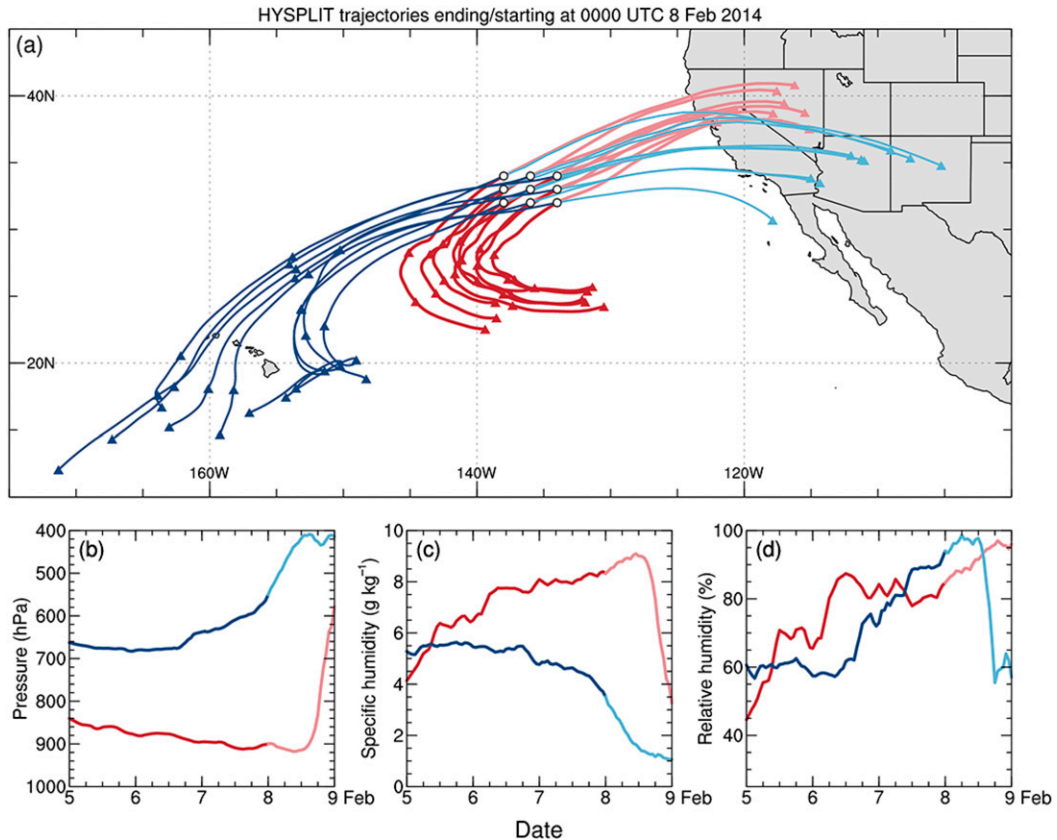 HYSPLIT trajectories ending/starting at 0000 UTC 8 Feb 2014
(a)
40N
20N
160W 140W 120W
(b) (c) (d)
Pressure (hPa)
400
500
600
700
800
900
1000
5 6 7 8 9 Feb
Specific humidity (g kg⁻¹)
10
8
6
4
2
0
5 6 7 8 9 Feb
Relative humidity (%)
100
80
60
40
5 6 7 8 9 Feb
Date